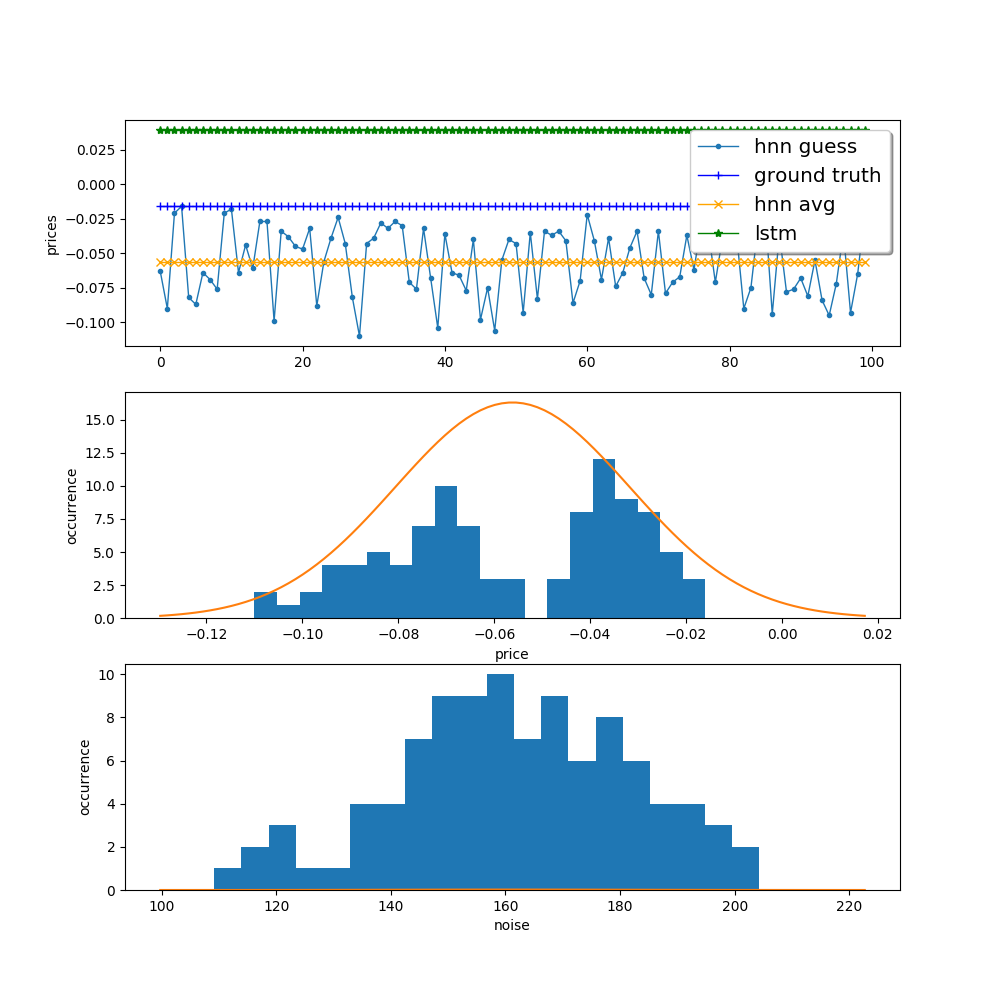 0.025
0.000
−0.025
−0.050
−0.075
−0.100
prices
hnn guess
ground truth
hnn avg
lstm
0 20 40 60 80 100
15.0
12.5
10.0
7.5
5.0
2.5
0.0
occurrence
−0.12 −0.10 −0.08 −0.06 −0.04 −0.02 0.00 0.02
price
10
8
6
4
2
0
occurrence
100 120 140 160 180 200 220
noise